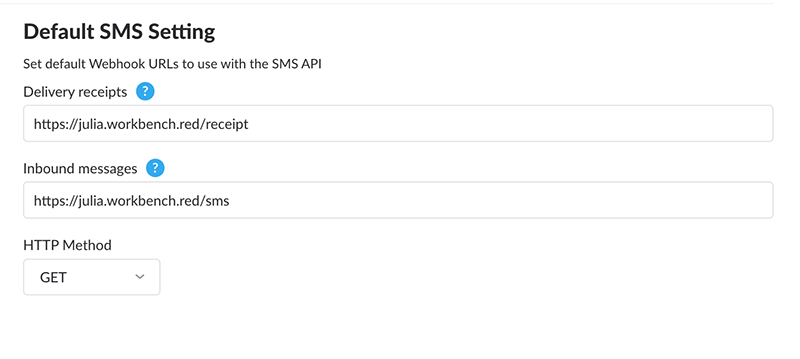 Default SMS Setting
Set default Webhook URLs to use with the SMS API
Delivery receipts ?
https://julia.workbench.red/receipt
Inbound messages ?
https://julia.workbench.red/sms
HTTP Method
GET